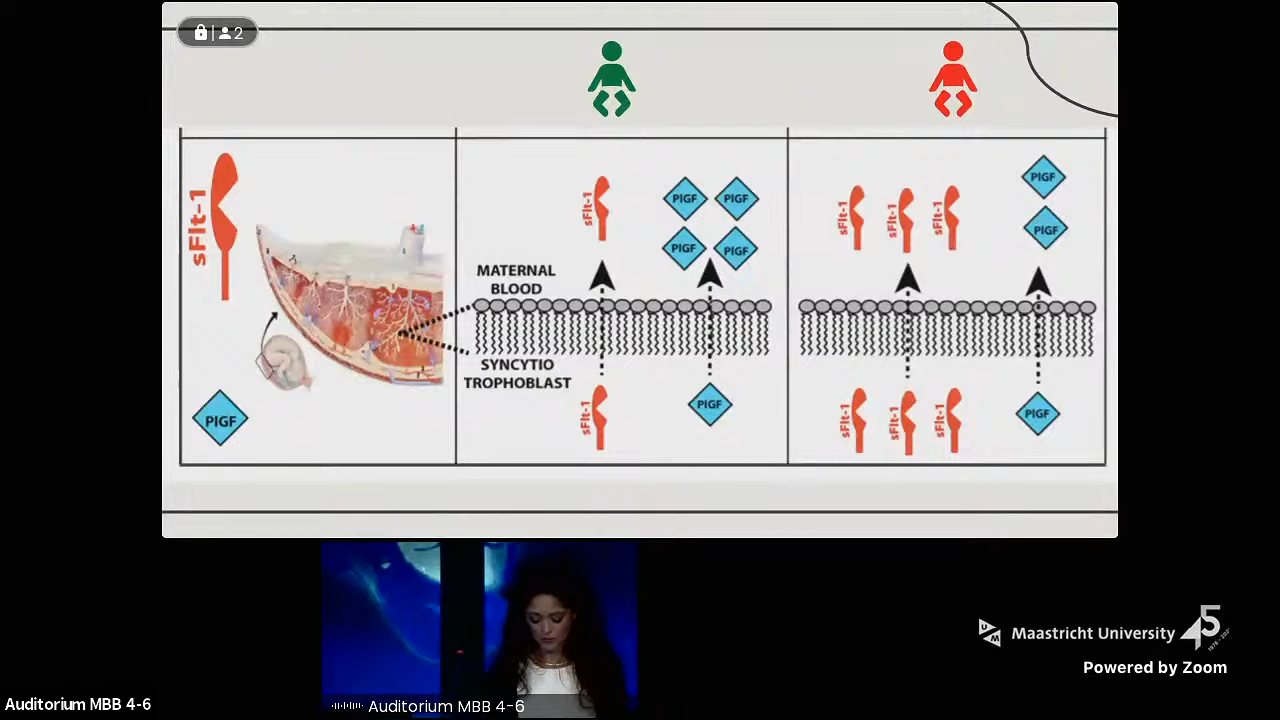 2
sFlt-1
PlGF
MATERNAL
BLOOD
SYNCYTIO
TROPHOBLAST
sFlt-1
PlGF
PlGF
PlGF
PlGF
sFlt-1
PlGF
sFlt-1
sFlt-1
sFlt-1
PlGF
PlGF
sFlt-1
sFlt-1
sFlt-1
PlGF
UM
Maastricht University
45
Powered by Zoom
Auditorium MBB 4-6
Auditorium MBB 4-6